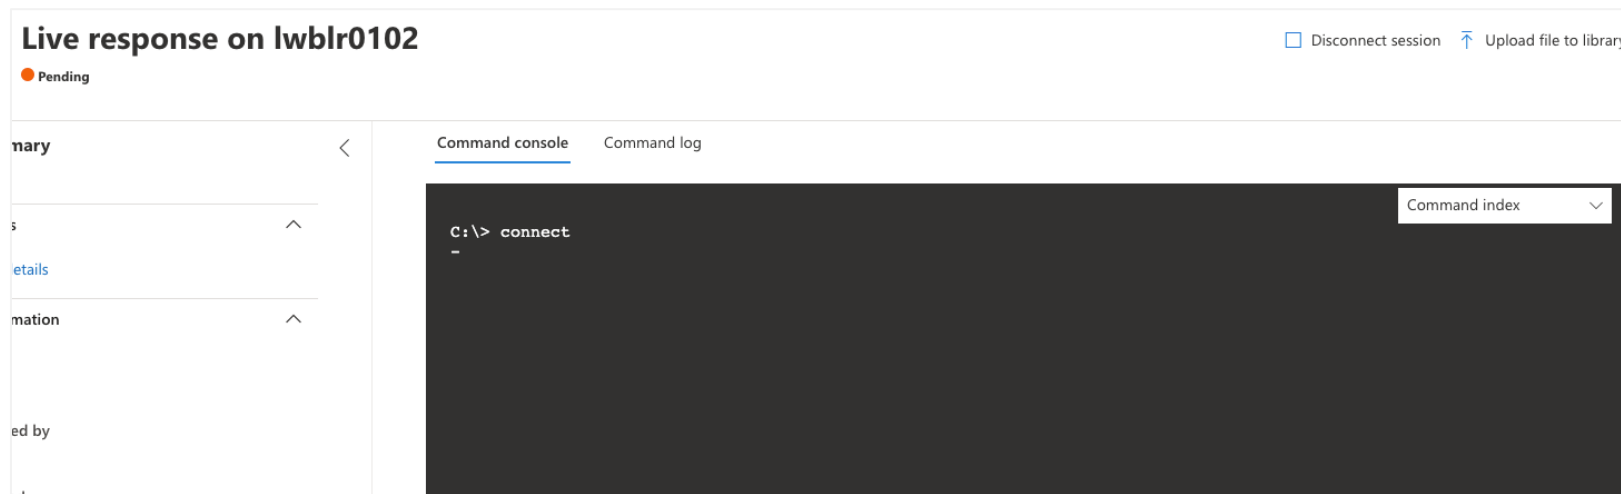 Live response on lwblr0102
Disconnect session
Upload file to library
Pending
mary
Command console
Command log
s
Command index
C:\> connect
-
etails
mation
ed by